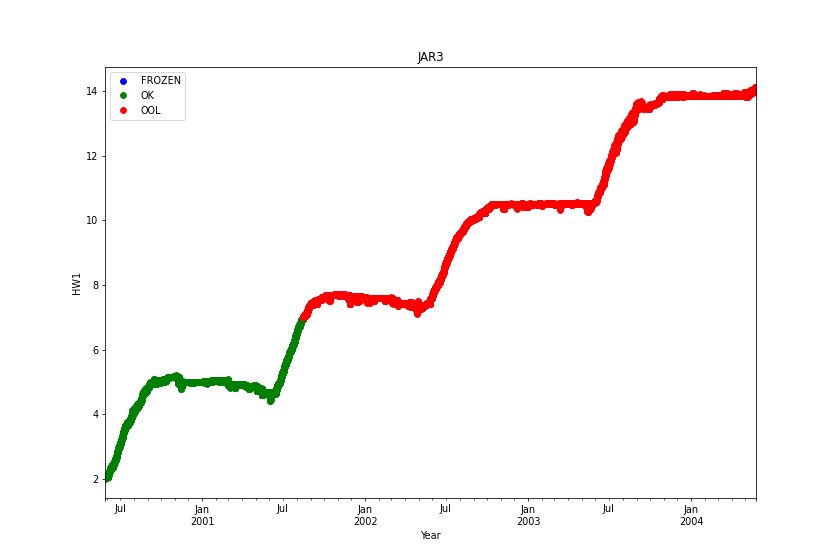 JAR3
FROZEN
OK
OOL
HW1
14
12
10
8
6
4
2
Jul
Jan
2001
Jul
Jan
2002
Jul
Jan
2003
Jul
Jan
2004
Year